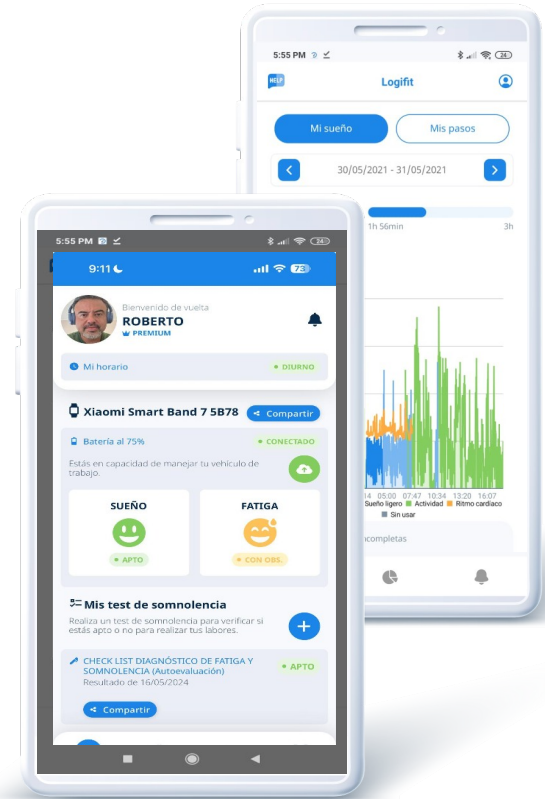 5:55 PM
24
HELP
Logifit
Mi sueño
Mis pasos
30/05/2021 - 31/05/2021
1h 56min
3h
05:00 07:47 10:34 13:20 16:07
Sueño ligero Actividad Ritmo cardíaco
Sin usar
5:55 PM
24
9:11
73
Bienvenido de vuelta
ROBERTO
PREMIUM
Mi horario
DIURNO
Xiaomi Smart Band 7 5B78
Compartir
Batería al 75%
CONECTADO
Estás en capacidad de manejar tu vehículo de
trabajo.
SUEÑO
FATIGA
APTO
CON OBS.
Mis test de somnolencia
Realiza un test de somnolencia para verificar si
estás apto o no para realizar tus labores.
CHECK LIST DIAGNÓSTICO DE FATIGA Y
SOMNOLENCIA (Autoevaluación)
APTO
Resultado de 16/05/2024
Compartir